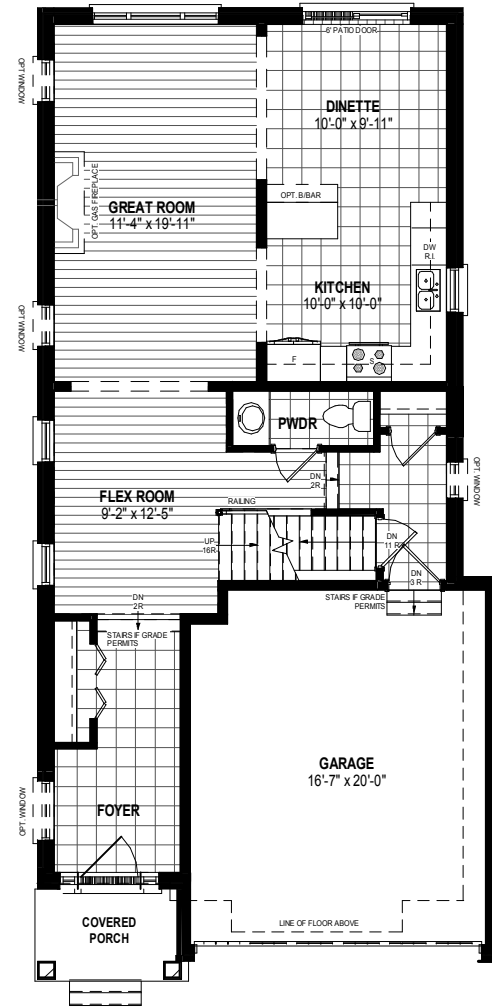 6' PATIO DOOR
OPT. WINDOW
DINETTE
10'-0" x 9'-11"
OPT. GAS FIREPLACE
GREAT ROOM
11'-4" x 19'-11"
OPT. B/BAR
DW
R.I.
KITCHEN
10'-0" x 10'-0"
OPT. WINDOW
F
S
PWDR
DN
2R
OPT. WINDOW
FLEX ROOM
9'-2" x 12'-5"
RAILING
UP
16R
DN
11 R
DN
3 R
STAIRS IF GRADE
PERMITS
DN
2R
STAIRS IF GRADE
PERMITS
GARAGE
16'-7" x 20'-0"
OPT. WINDOW
FOYER
COVERED
PORCH
LINE OF FLOOR ABOVE